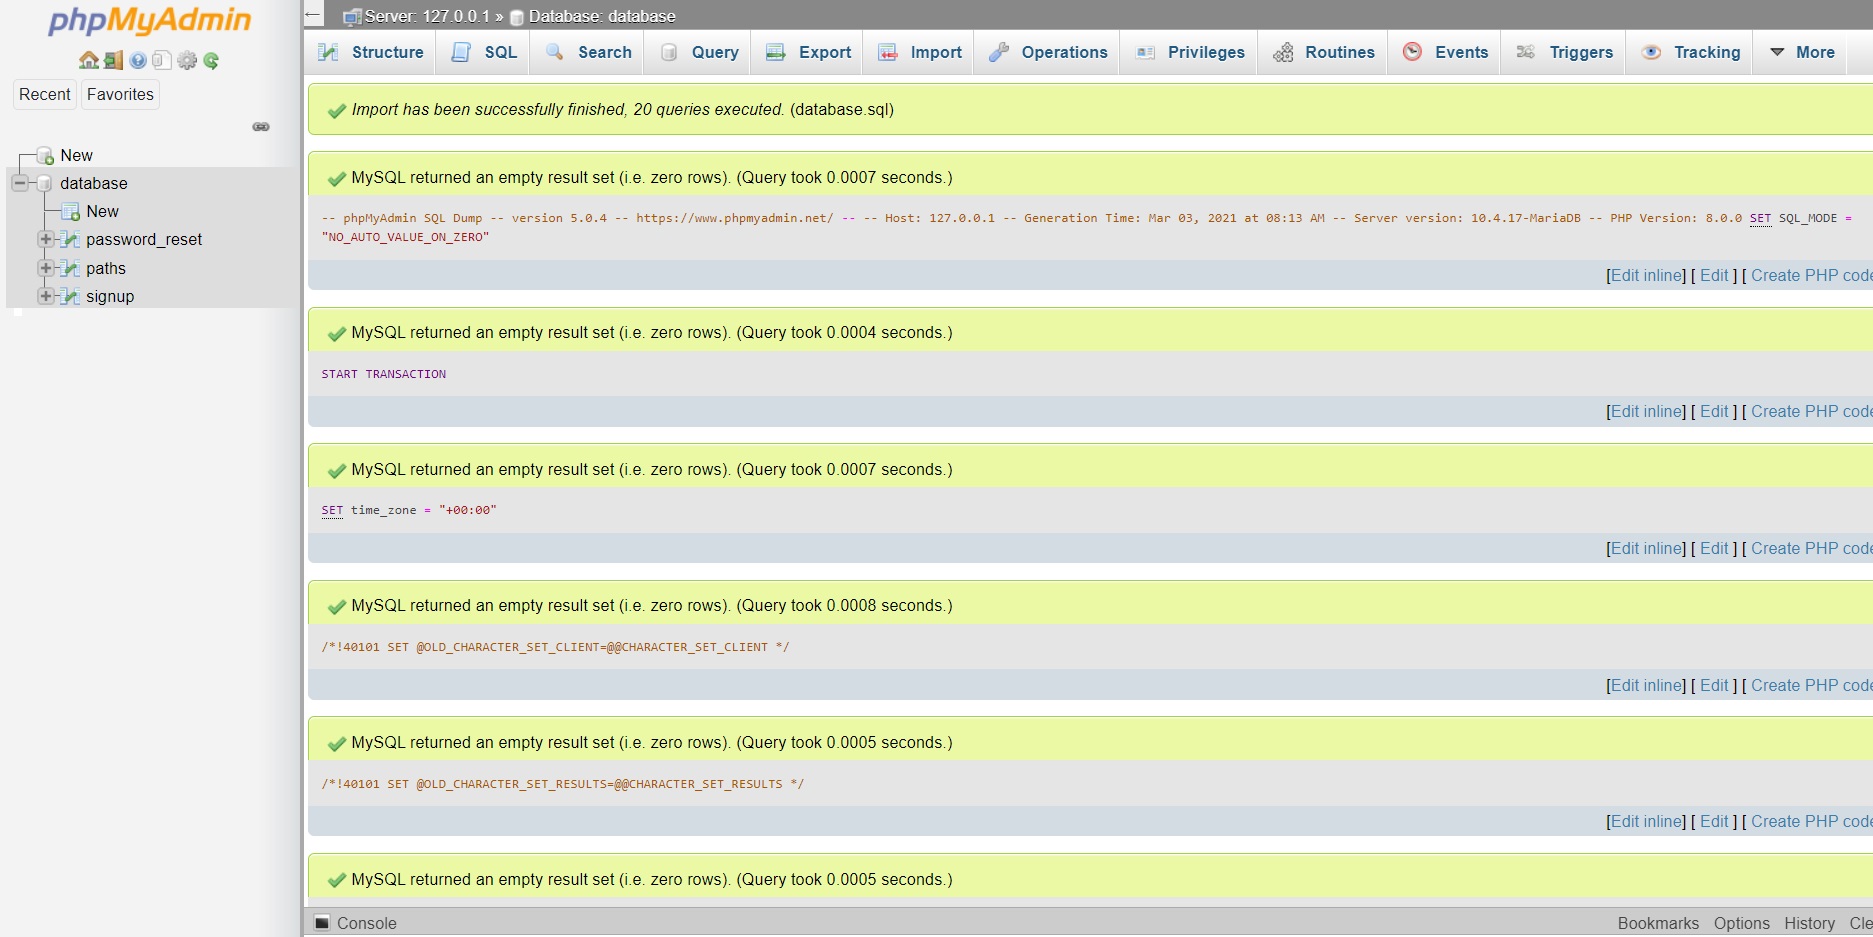 phpMyAdmin
Recent Favorites
New
database
New
password_reset
paths
signup
Server: 127.0.0.1 » Database: database
Structure SQL Search Query Export Import Operations Privileges Routines Events Triggers Tracking More
Import has been successfully finished, 20 queries executed. (database.sql)
MySQL returned an empty result set (i.e. zero rows). (Query took 0.0007 seconds.)
-- phpMyAdmin SQL Dump -- version 5.0.4 -- https://www.phpmyadmin.net/ -- -- Host: 127.0.0.1 -- Generation Time: Mar 03, 2021 at 08:13 AM -- Server version: 10.4.17-MariaDB -- PHP Version: 8.0.0 SET SQL_MODE =
"NO_AUTO_VALUE_ON_ZERO"
[Edit inline] [ Edit ] [ Create PHP code
MySQL returned an empty result set (i.e. zero rows). (Query took 0.0004 seconds.)
START TRANSACTION
[Edit inline] [ Edit ] [ Create PHP code
MySQL returned an empty result set (i.e. zero rows). (Query took 0.0007 seconds.)
SET time_zone = "+00:00"
[Edit inline] [ Edit ] [ Create PHP code
MySQL returned an empty result set (i.e. zero rows). (Query took 0.0008 seconds.)
/*!40101 SET @OLD_CHARACTER_SET_CLIENT=@@CHARACTER_SET_CLIENT */
[Edit inline] [ Edit ] [ Create PHP code
MySQL returned an empty result set (i.e. zero rows). (Query took 0.0005 seconds.)
/*!40101 SET @OLD_CHARACTER_SET_RESULTS=@@CHARACTER_SET_RESULTS */
[Edit inline] [ Edit ] [ Create PHP code
MySQL returned an empty result set (i.e. zero rows). (Query took 0.0005 seconds.)
Console Bookmarks Options History Cle